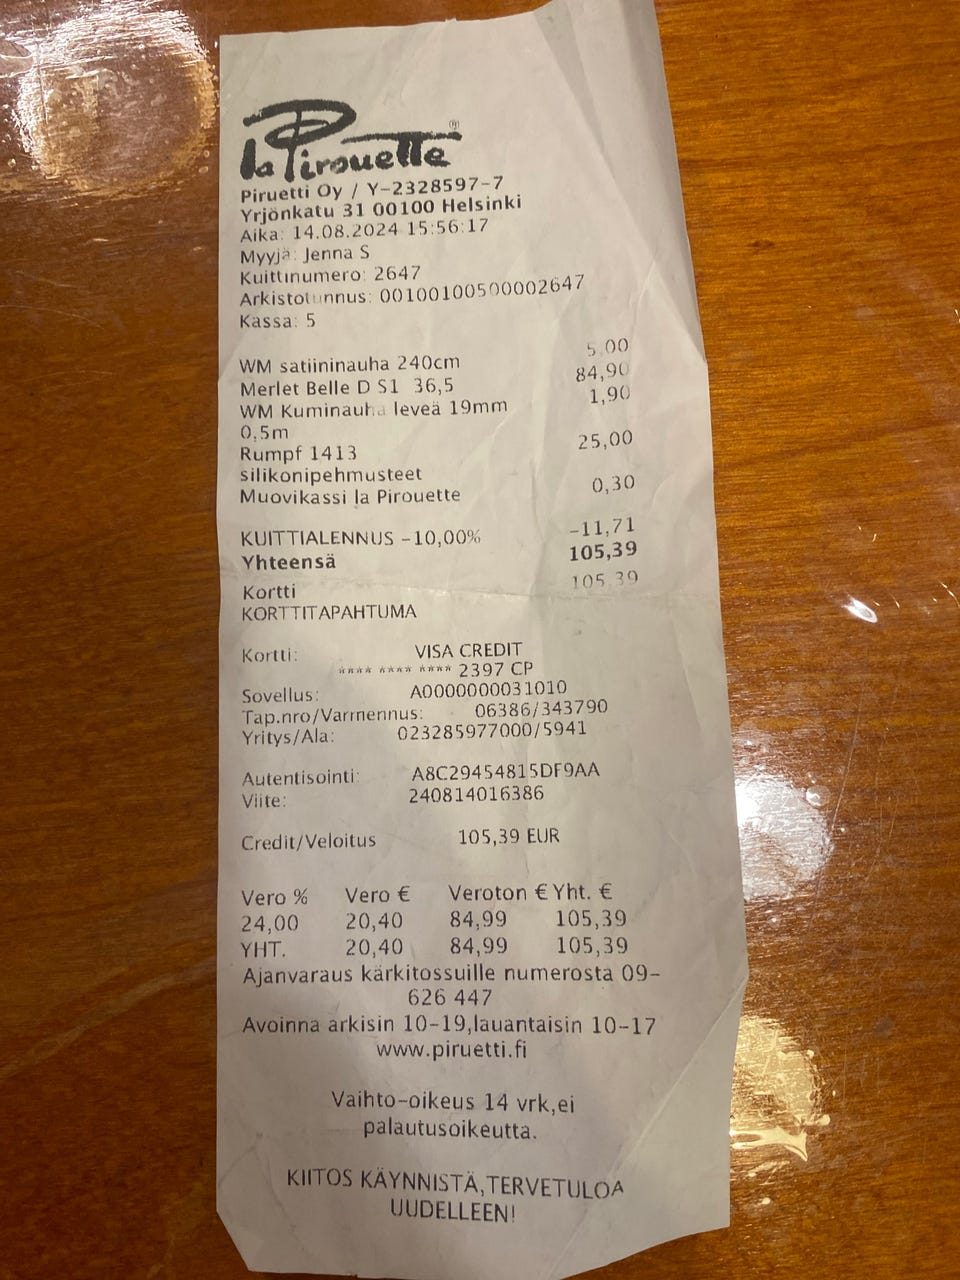 la Pirouette ®
Piruetti Oy / Y-2328597-7
Yrjönkatu 31 00100 Helsinki
Aika: 14.08.2024 15:56:17
Myyjä: Jenna S
Kuittinumero: 2647
Arkistotunnus: 00100100500002647
Kassa: 5
WM satiininauha 240cm 5,00
Merlet Belle D S1 36,5 84,90
WM Kuminauha leveä 19mm 1,90
0,5m
Rumpf 1413 25,00
silikonipehmusteet
Muovikassi la Pirouette 0,30
KUITTIALENNUS -10,00% -11,71
Yhteensä 105,39
Kortti 105,39
KORTTITAPAHTUMA
Kortti: VISA CREDIT
**** **** **** 2397 CP
Sovellus: A0000000031010
Tap.nro/Varmennus: 06386/343790
Yritys/Ala: 023285977000/5941
Autentisointi: A8C29454815DF9AA
Viite: 240814016386
Credit/Veloitus 105,39 EUR
Vero % Vero € Veroton € Yht. €
24,00 20,40 84,99 105,39
YHT. 20,40 84,99 105,39
Ajanvaraus kärkitossuille numerosta 09-
626 447
Avoinna arkisin 10-19,lauantaisin 10-17
www.piruetti.fi
Vaihto-oikeus 14 vrk,ei
palautusoikeutta.
KIITOS KÄYNNISTÄ,TERVETULOA
UUDELLEEN!